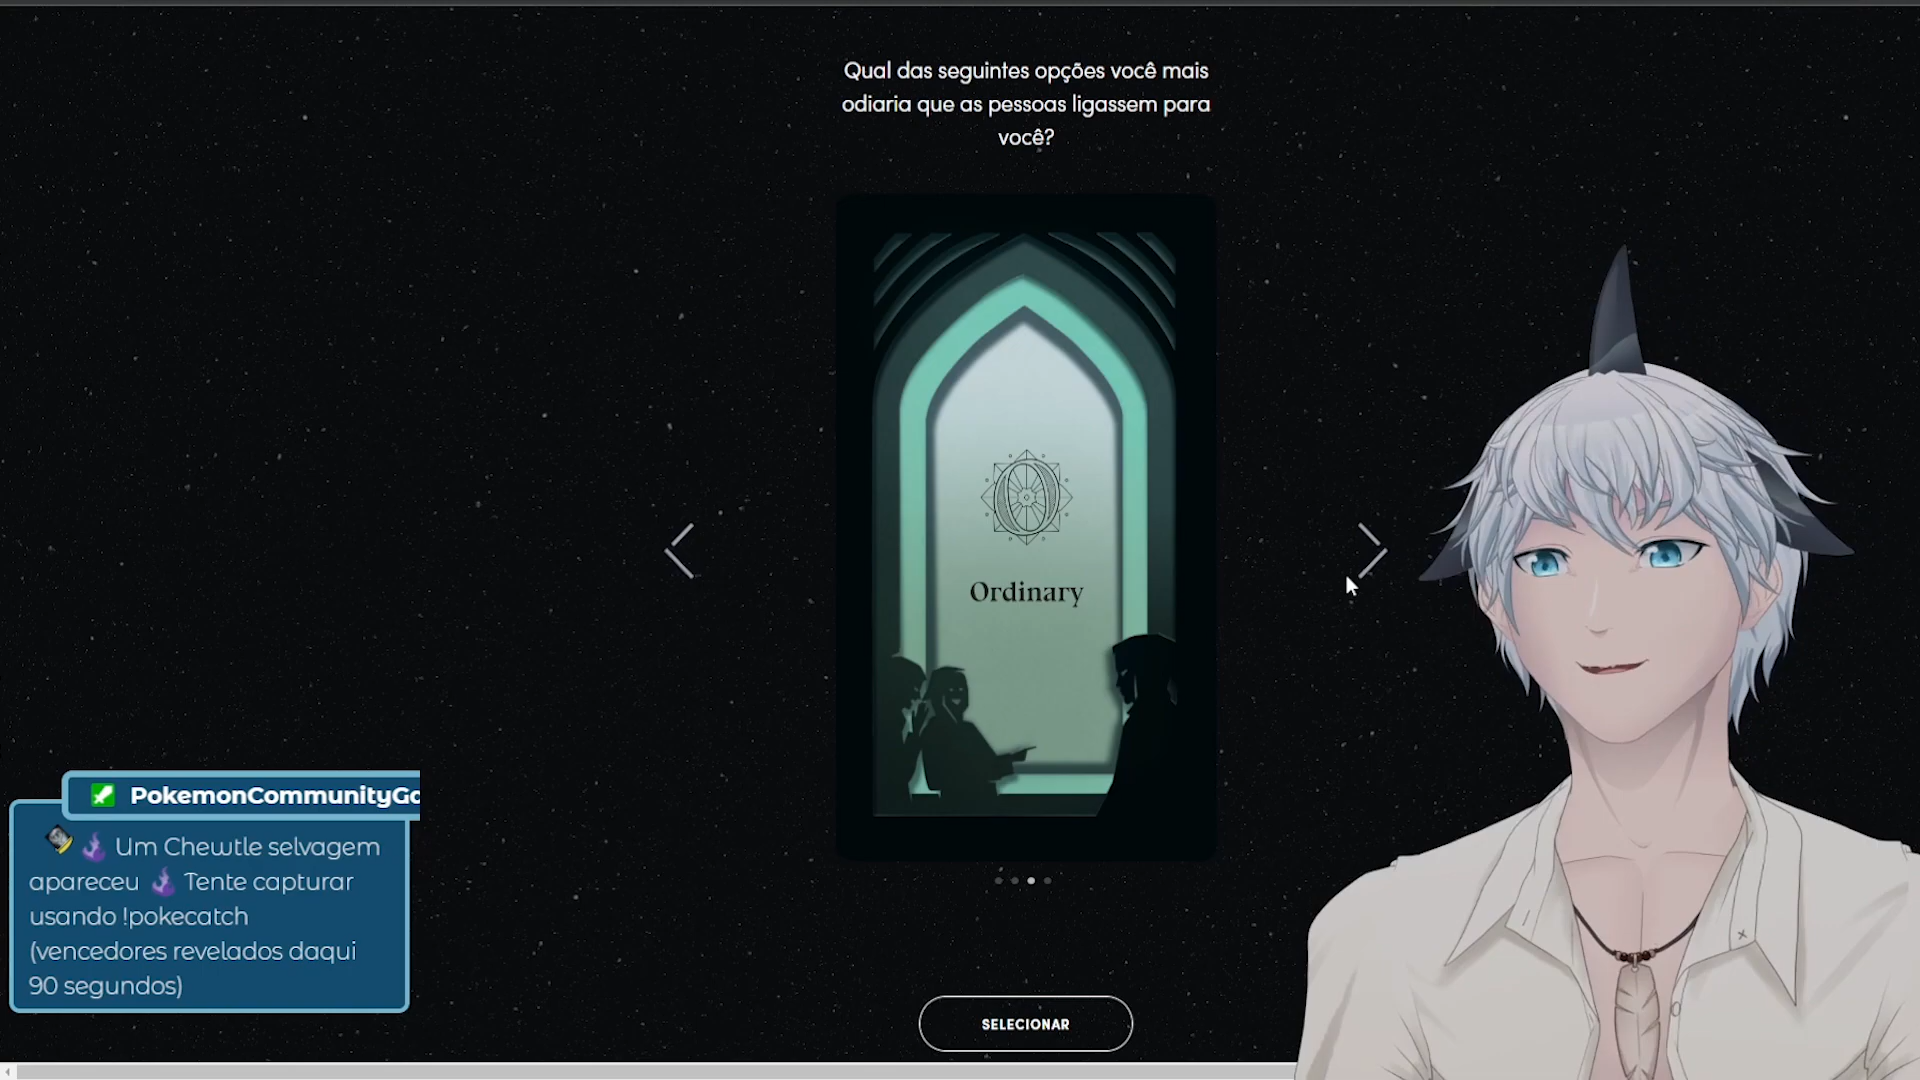 Qual das seguintes opções você mais
odiaria que as pessoas ligassem para
você?
Ordinary
SELECIONAR
PokemonCommunityGa
Um Chewtle selvagem
apareceu Tente capturar
usando !pokecatch
(vencedores revelados daqui
90 segundos)